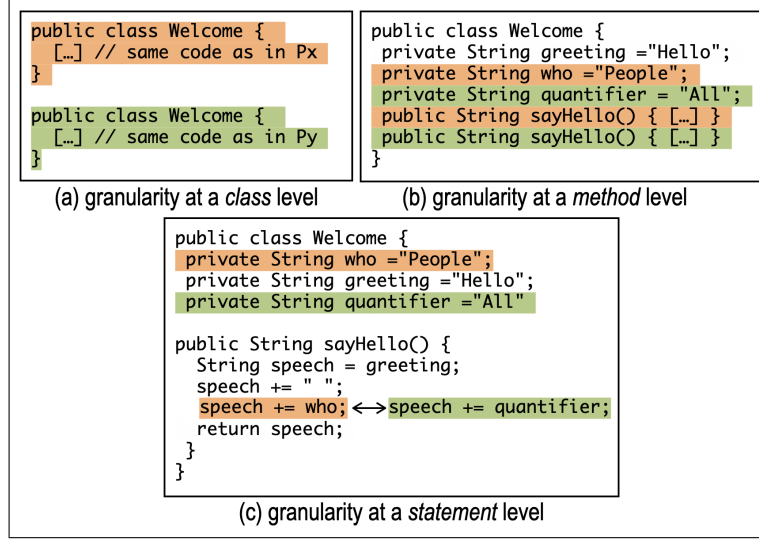 public class Welcome {
[…] // same code as in Px
}
public class Welcome {
[…] // same code as in Py
}
(a) granularity at a class level
public class Welcome {
private String greeting ="Hello";
private String who ="People";
private String quantifier = "All";
public String sayHello() { […] }
public String sayHello() { […] }
}
(b) granularity at a method level
public class Welcome {
private String who ="People";
private String greeting ="Hello";
private String quantifier ="All"
public String sayHello() {
String speech = greeting;
speech += " ";
speech += who; ↔ speech += quantifier;
return speech;
}
}
(c) granularity at a statement level